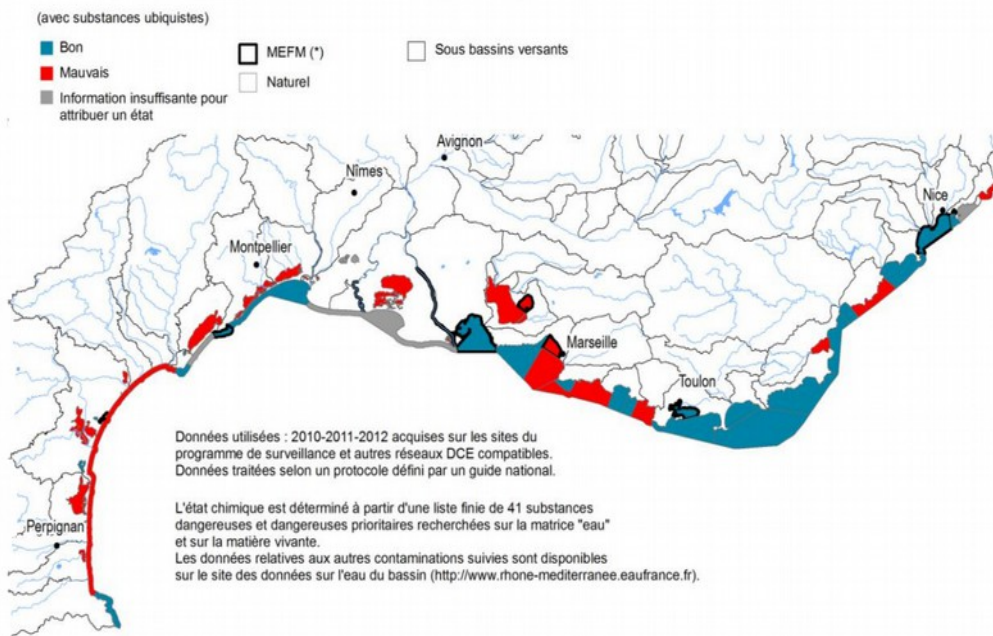 (avec substances ubiquistes)
Bon
Mauvais
Information insuffisante pour
attribuer un état
MEFM (*)
Naturel
Sous bassins versants
Avignon
Nîmes
Nice
Montpellier
Marseille
Toulon
Perpignan
Données utilisées : 2010-2011-2012 acquises sur les sites du
programme de surveillance et autres réseaux DCE compatibles.
Données traitées selon un protocole défini par un guide national.
L'état chimique est déterminé à partir d'une liste finie de 41 substances
dangereuses et dangereuses prioritaires recherchées sur la matrice "eau"
et sur la matière vivante.
Les données relatives aux autres contaminations suivies sont disponibles
sur le site des données sur l'eau du bassin (http://www.rhone-mediterranee.eaufrance.fr).